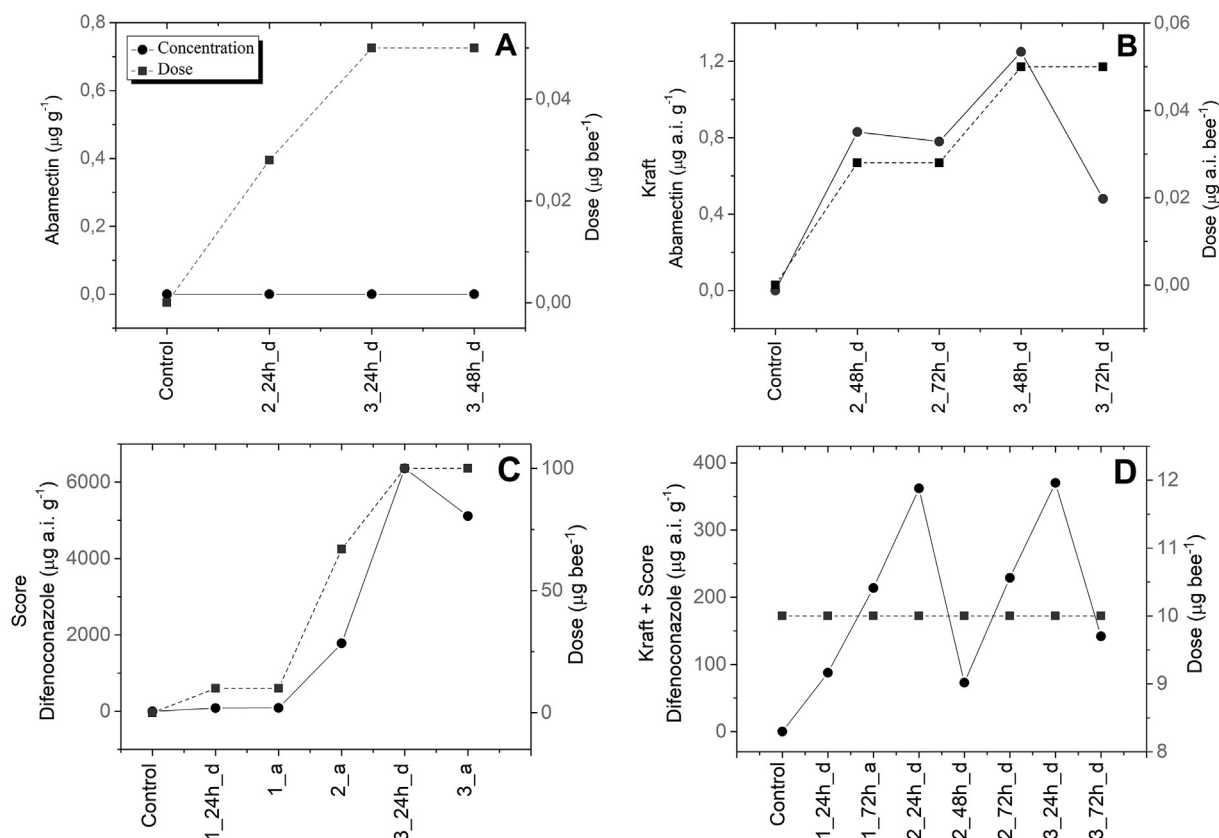 A
Concentration
Dose
Abamectin (µg g⁻¹)
0,8
0,6
0,4
0,2
0,0
Dose (µg bee⁻¹)
0,04
0,02
0,00
Control
2_24h_d
3_24h_d
3_48h_d
B
Kraft
Abamectin (µg a.i. g⁻¹)
1,2
0,8
0,4
0,0
Dose (µg a.i. bee⁻¹)
0,06
0,04
0,02
0,00
Control
2_48h_d
2_72h_d
3_48h_d
3_72h_d
C
Score
Difenoconazole (µg a.i. g⁻¹)
6000
4000
2000
0
Dose (µg bee⁻¹)
100
50
0
Control
1_24h_d
1_a
2_a
3_24h_d
3_a
D
Kraft + Score
Difenoconazole (µg a.i. g⁻¹)
400
350
300
250
200
150
100
50
0
Dose (µg bee⁻¹)
12
11
10
9
8
Control
1_24h_d
1_72h_a
2_24h_d
2_48h_d
2_72h_d
3_24h_d
3_72h_d